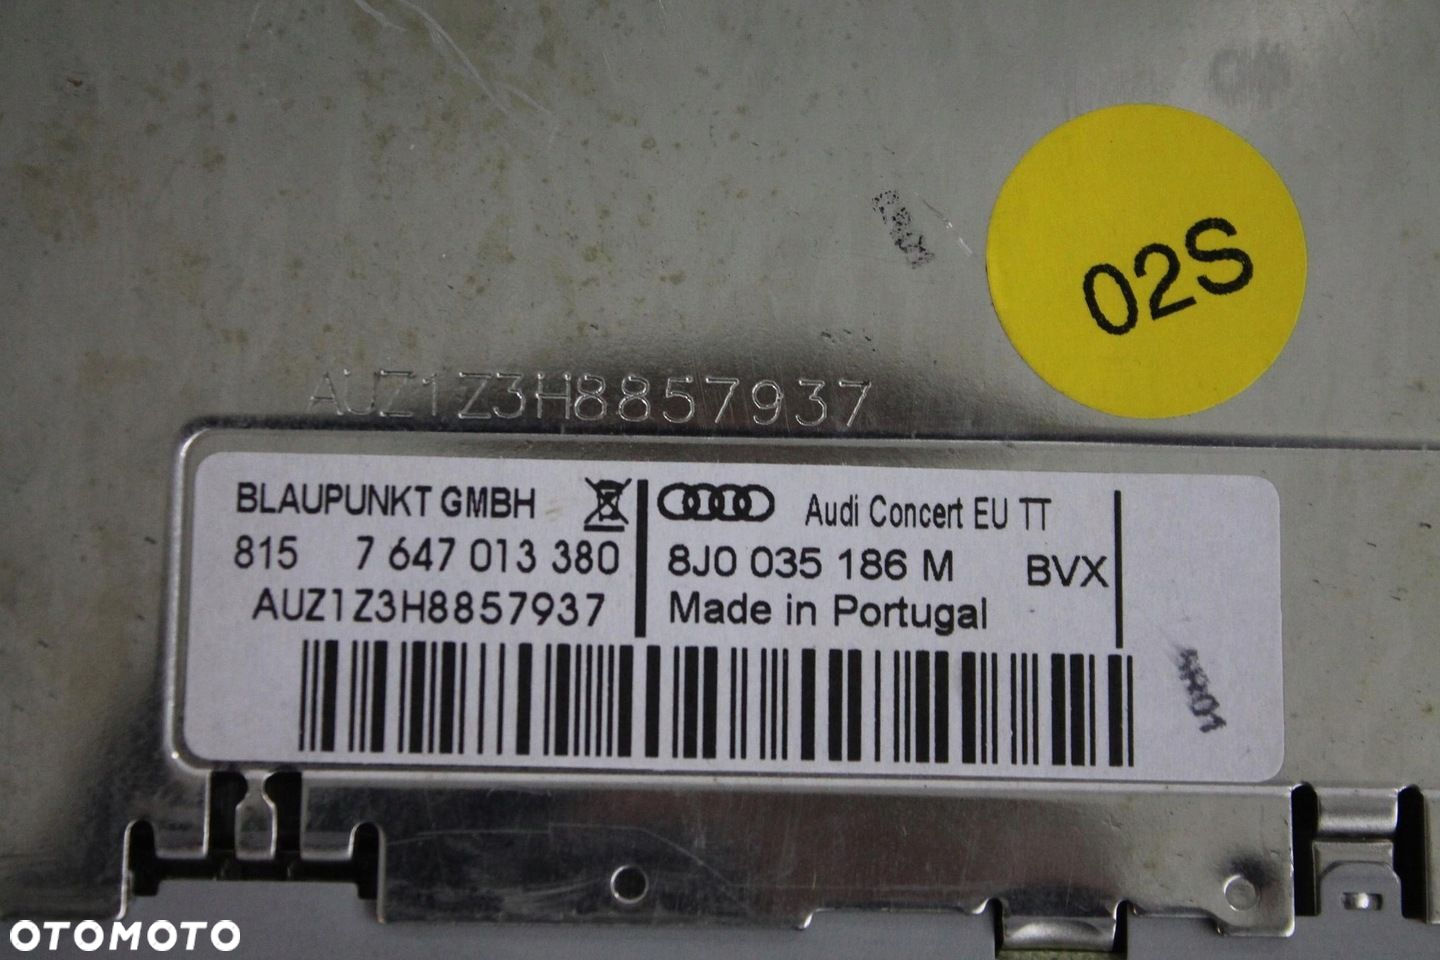 02S
AUZ1Z3H8857937
BLAUPUNKT GMBH
815 7 647 013 380
AUZ1Z3H8857937
Audi Concert EU TT
8J0 035 186 M BVX
Made in Portugal
OTOMOTO